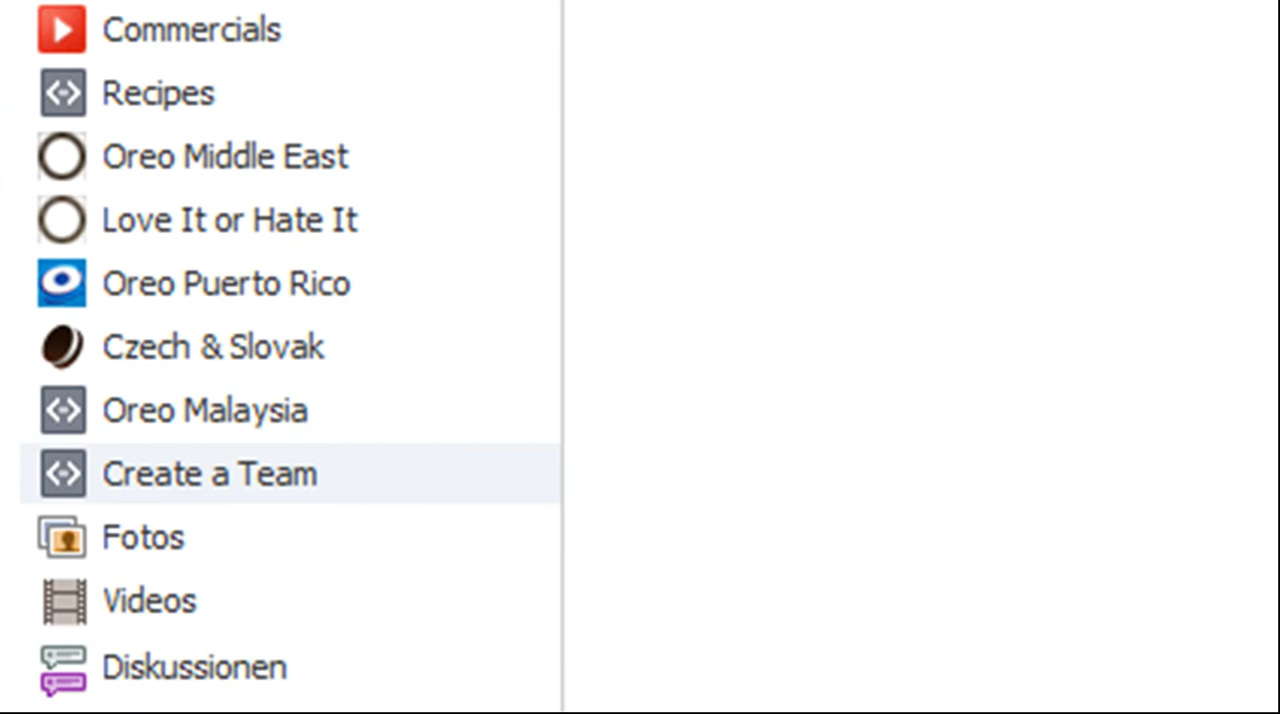 Commercials
Recipes
Oreo Middle East
Love It or Hate It
Oreo Puerto Rico
Czech & Slovak
Oreo Malaysia
Create a Team
Fotos
Videos
Diskussionen